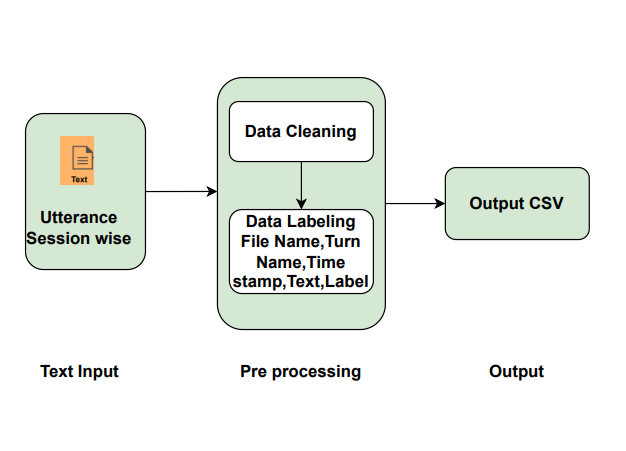 Text
Utterance
Session wise
Data Cleaning
Data Labeling
File Name,Turn
Name,Time
stamp,Text,Label
Output CSV
Text Input
Pre processing
Output